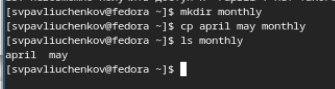 [svpavliuchenkov@fedora ~]$ mkdir monthly
[svpavliuchenkov@fedora ~]$ cp april may monthly
[svpavliuchenkov@fedora ~]$ ls monthly
april  may
[svpavliuchenkov@fedora ~]$